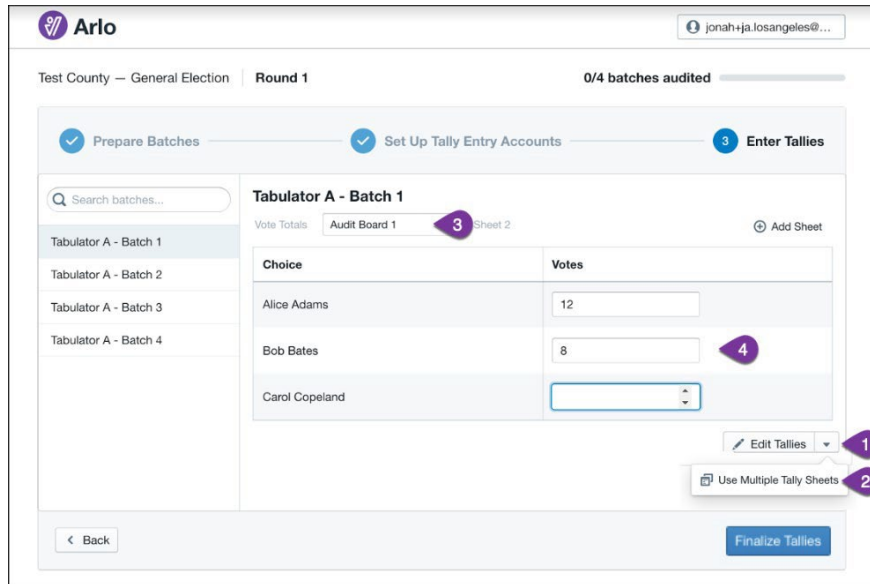 Arlo
jonah+ja.losangeles@...
Test County — General Election Round 1 0/4 batches audited
Prepare Batches Set Up Tally Entry Accounts 3 Enter Tallies
Search batches...
Tabulator A - Batch 1
Tabulator A - Batch 2
Tabulator A - Batch 3
Tabulator A - Batch 4
Tabulator A - Batch 1
Vote Totals Audit Board 1 3 Sheet 2 Add Sheet
Choice Votes
Alice Adams 12
Bob Bates 8 4
Carol Copeland
Edit Tallies 1
Use Multiple Tally Sheets 2
Back Finalize Tallies